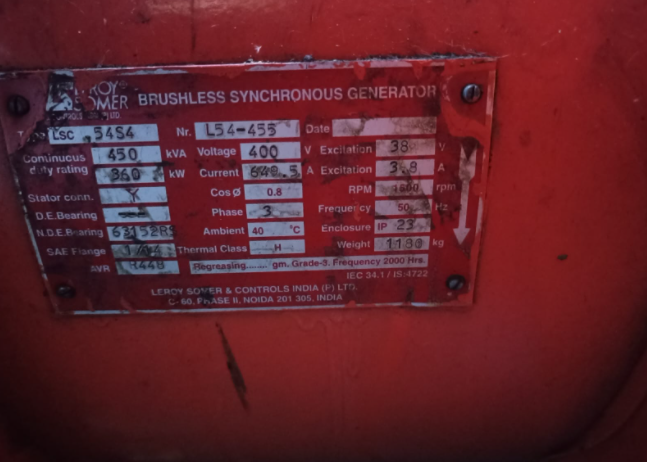 LEROY
SOMER BRUSHLESS SYNCHRONOUS GENERATOR
Type LSC 54S4 Nr. L54-455 Date
Continuous duty rating 450 kVA Voltage 400 V Excitation 38 V
360 kW Current 649.5 A Excitation 3.8 A
Stator conn. Cos Ø 0.8 RPM 1500 rpm
D.E.Bearing Phase 3 Frequency 50 Hz
N.D.E.Bearing 63152RS Ambient 40 °C Enclosure IP 23
SAE Flange Thermal Class H Weight kg
AVR R448 Regreasing........ gm. Grade-3. Frequency 2000 Hrs.
IEC 34.1 / IS:4722
LEROY SOMER & CONTROLS INDIA (P) LTD.
C- 60, PHASE II, NOIDA 201 305, INDIA